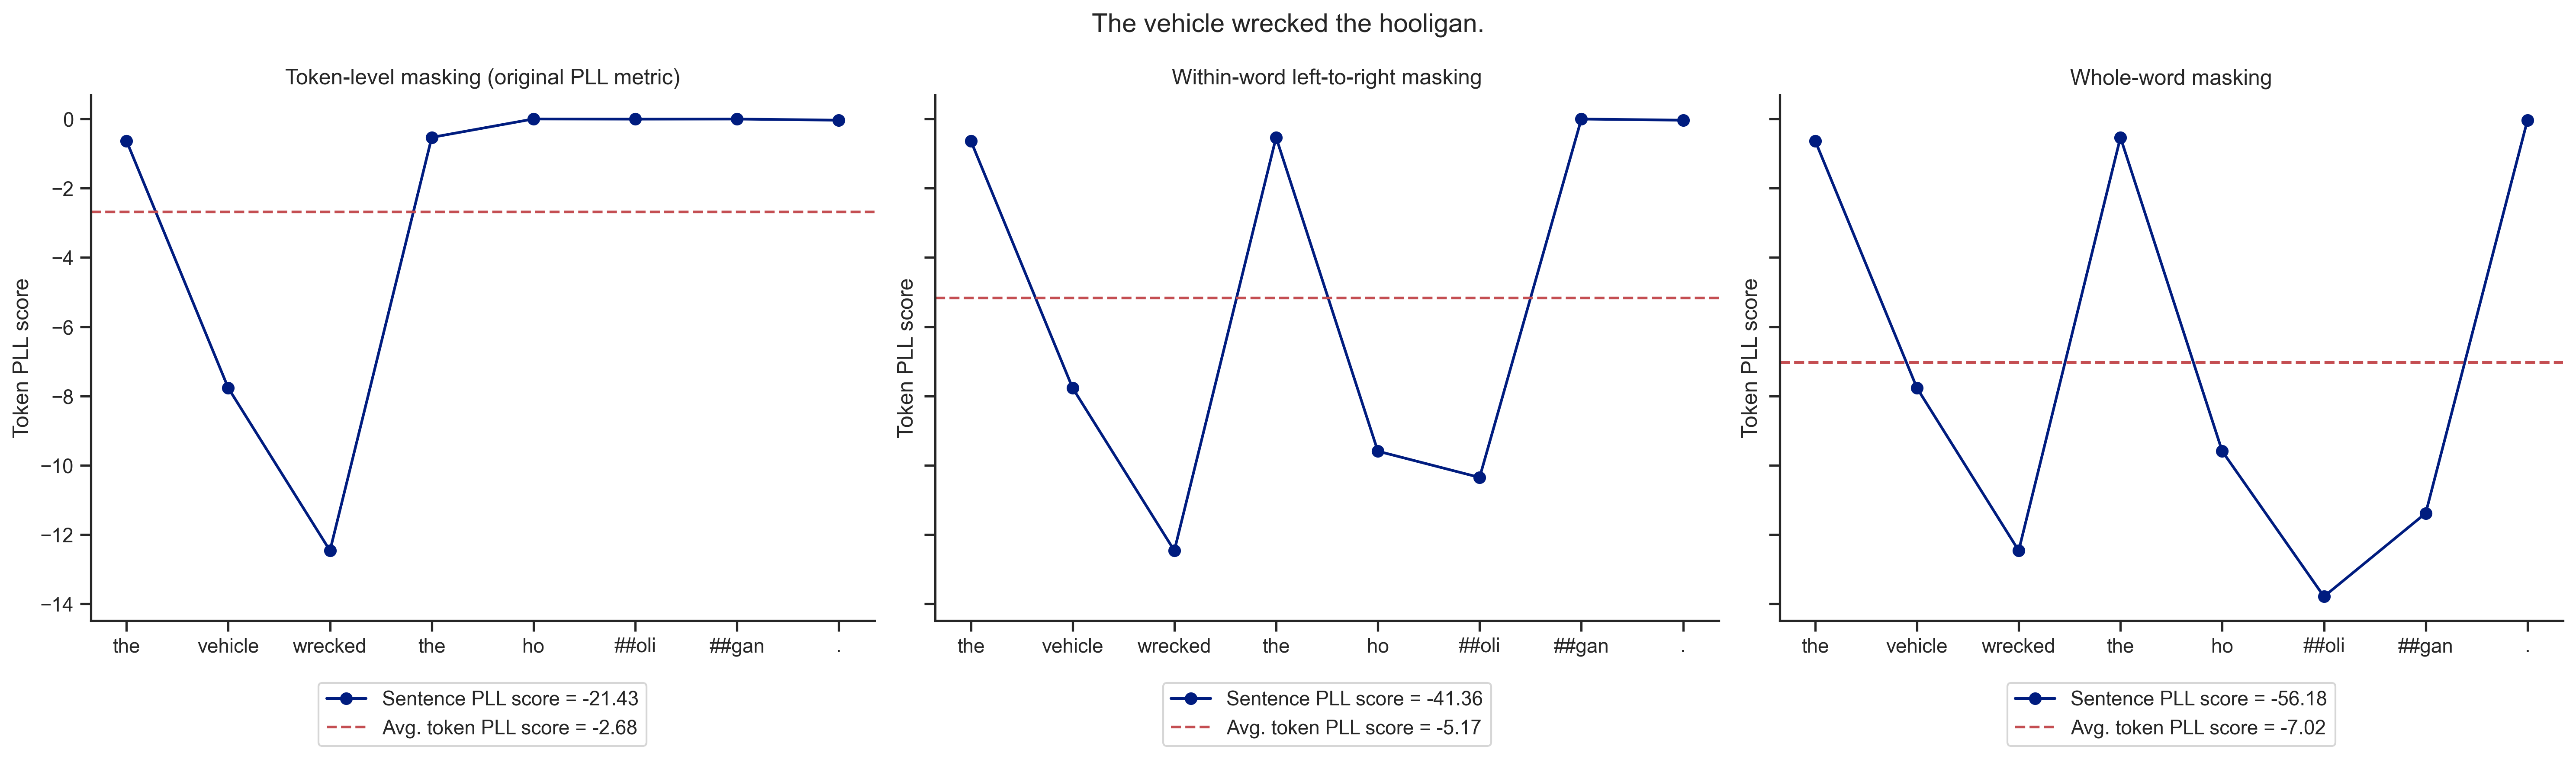 The vehicle wrecked the hooligan.
Token-level masking (original PLL metric)
Token PLL score
0
−2
−4
−6
−8
−10
−12
−14
the vehicle wrecked the ho ##oli ##gan .
Sentence PLL score = -21.43
Avg. token PLL score = -2.68
Within-word left-to-right masking
Token PLL score
the vehicle wrecked the ho ##oli ##gan .
Sentence PLL score = -41.36
Avg. token PLL score = -5.17
Whole-word masking
Token PLL score
the vehicle wrecked the ho ##oli ##gan .
Sentence PLL score = -56.18
Avg. token PLL score = -7.02